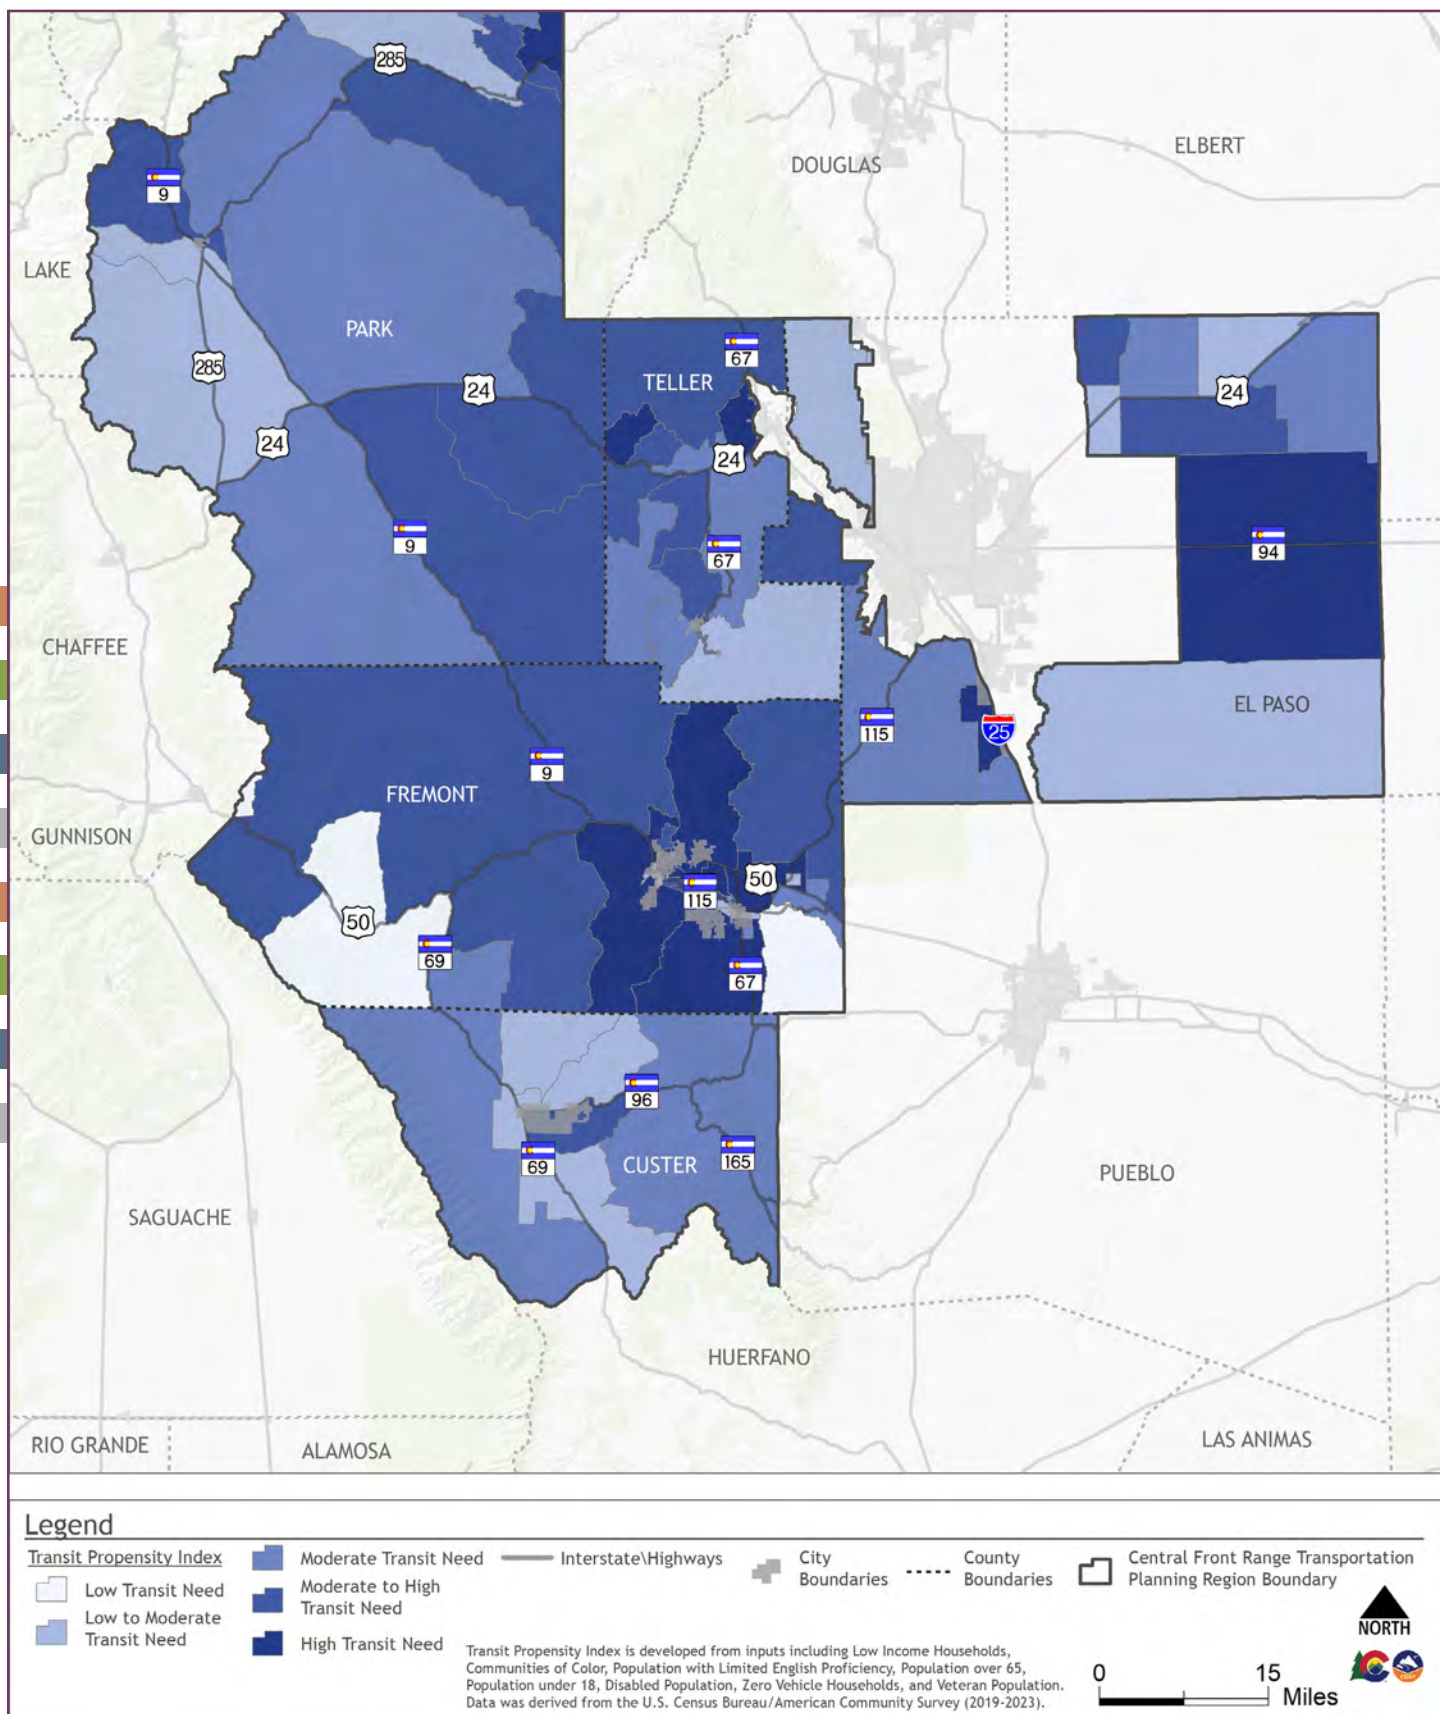 285
ELBERT
DOUGLAS
9
LAKE
PARK
67
285
TELLER
24
24
24
24
9
94
67
CHAFFEE
EL PASO
115
25
9
FREMONT
GUNNISON
50
115
50
69
67
96
69
CUSTER
165
PUEBLO
SAGUACHE
HUERFANO
RIO GRANDE
ALAMOSA
LAS ANIMAS
Legend
Transit Propensity Index
Low Transit Need
Low to Moderate
Transit Need
Moderate Transit Need
Moderate to High
Transit Need
High Transit Need
Interstate\Highways
City
Boundaries
County
Boundaries
Central Front Range Transportation
Planning Region Boundary
NORTH
Transit Propensity Index is developed from inputs including Low Income Households,
Communities of Color, Population with Limited English Proficiency, Population over 65,
Population under 18, Disabled Population, Zero Vehicle Households, and Veteran Population.
Data was derived from the U.S. Census Bureau/American Community Survey (2019-2023).
0
15
Miles